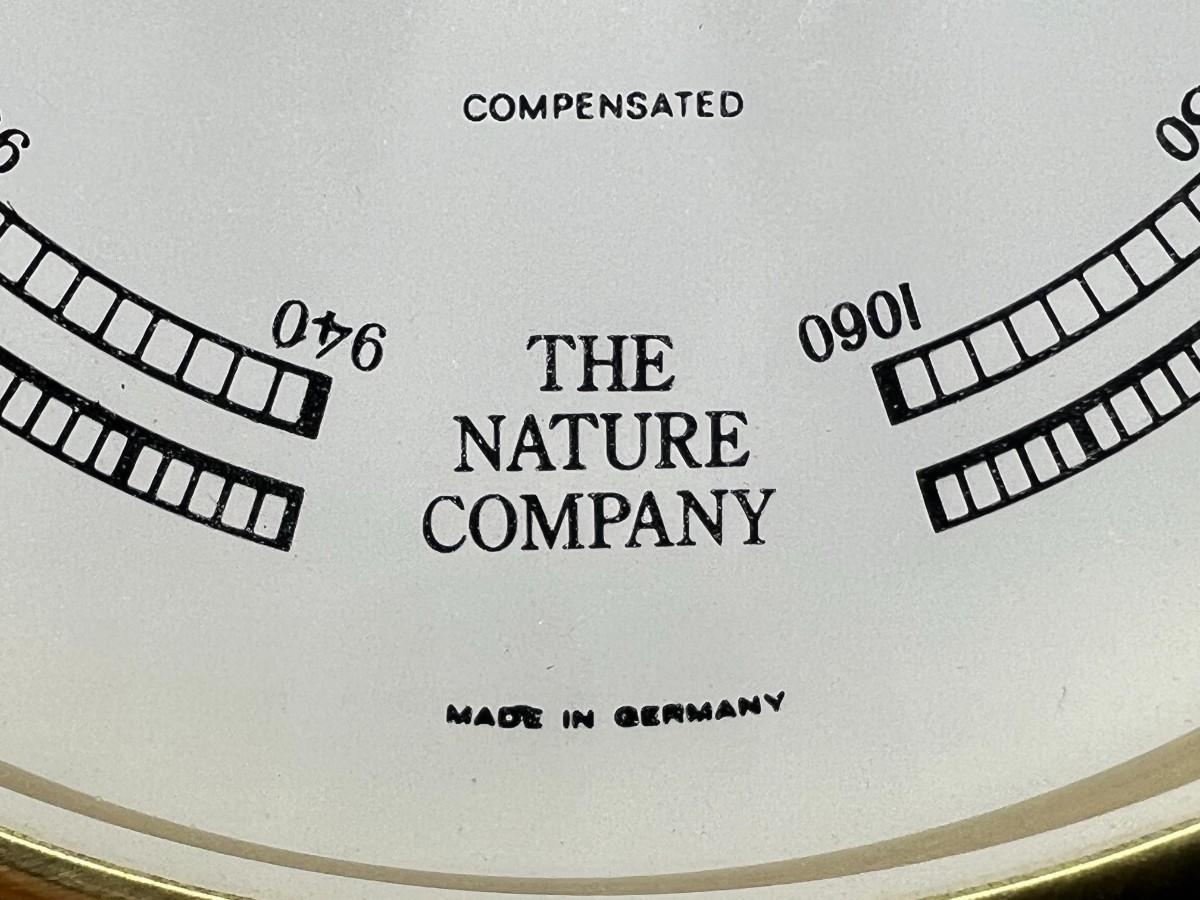 COMPENSATED
940
1060
THE
NATURE
COMPANY
MADE IN GERMANY